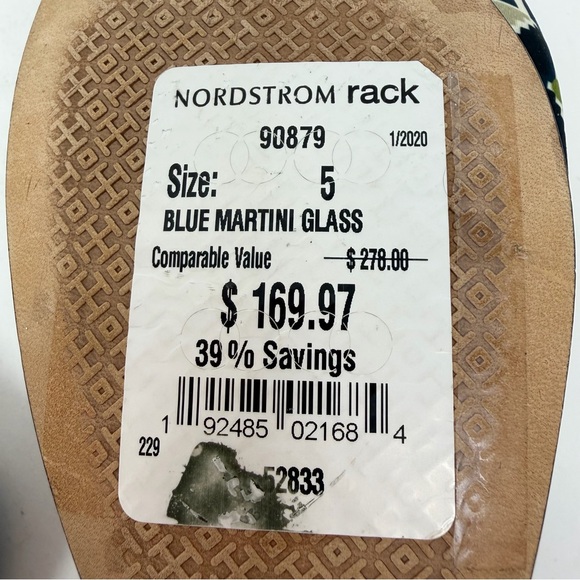 NORDSTROM rack
90879 1/2020
Size: 5
BLUE MARTINI GLASS
Comparable Value $ 278.00
$ 169.97
39% Savings
1 92485 02168 4
229
52833